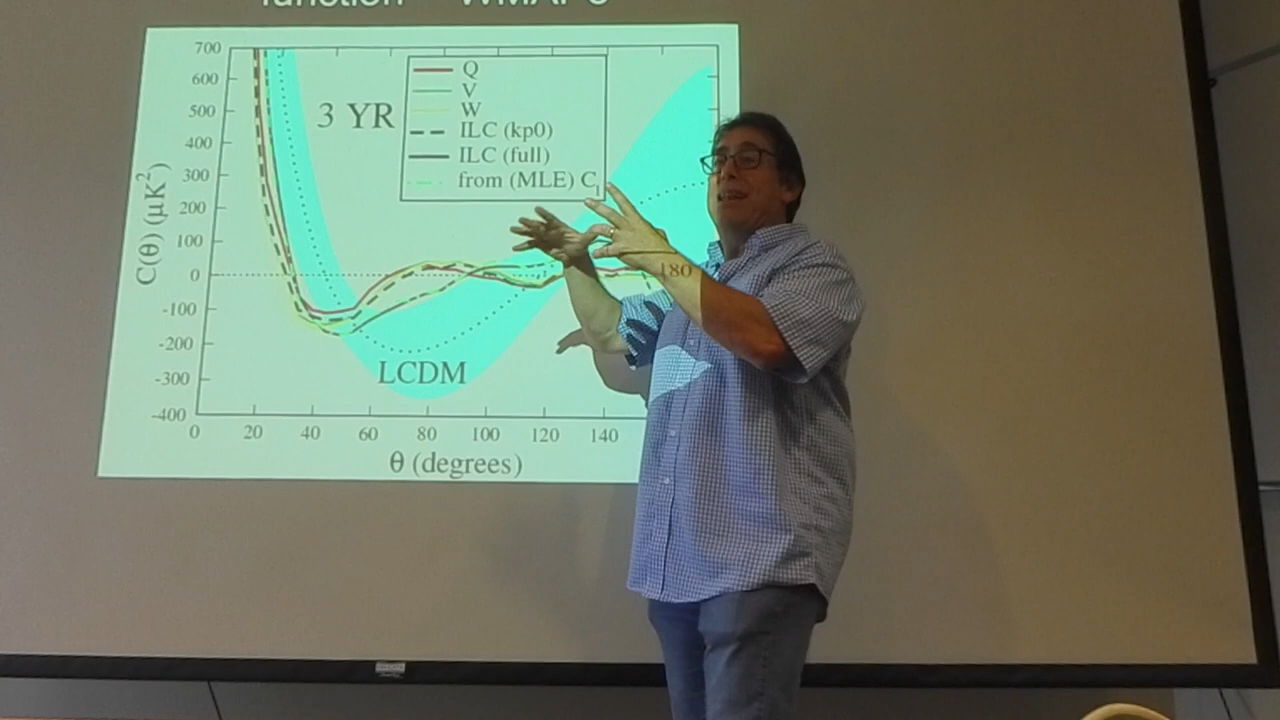 function
700
600
500
400
300
200
100
0
-100
-200
-300
-400
C(θ) (μK²)
3 YR
Q
V
W
ILC (kp0)
ILC (full)
from (MLE) Cl
LCDM
0 20 40 60 80 100 120 140 180
θ (degrees)